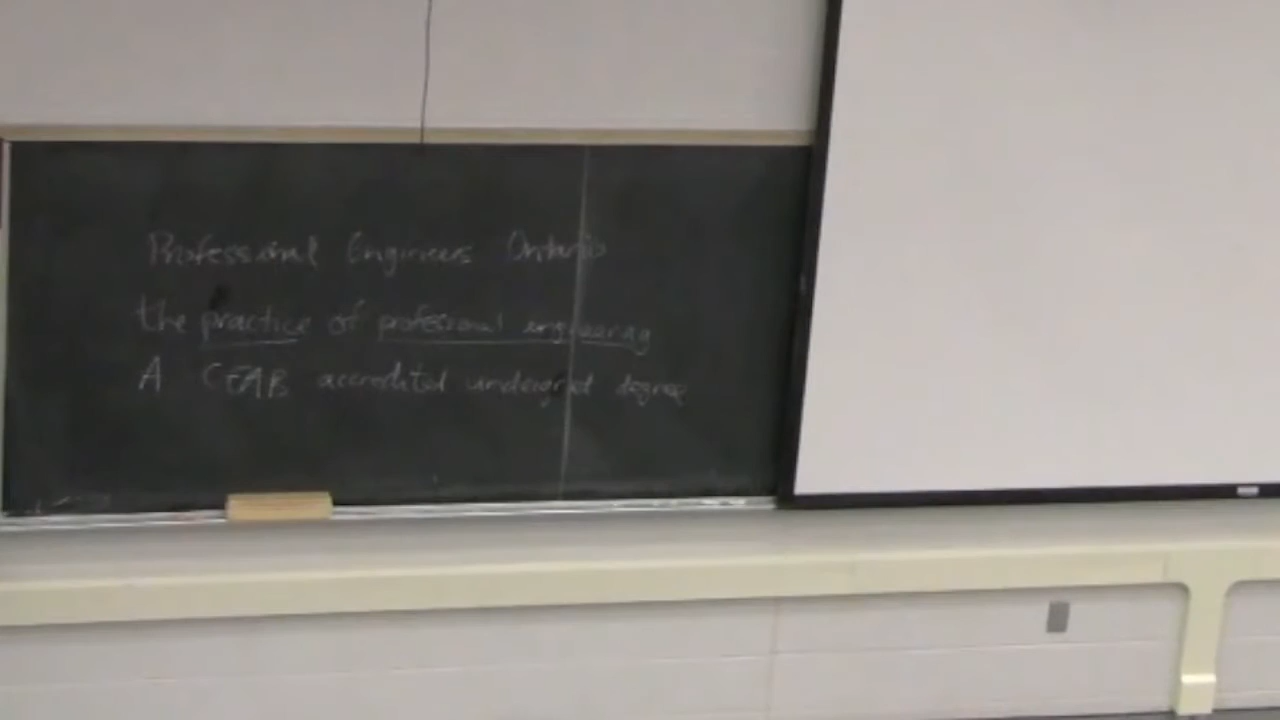 Professional Engineers Ontario
the practice of professional engineering
A CEAB accredited undergrad degree